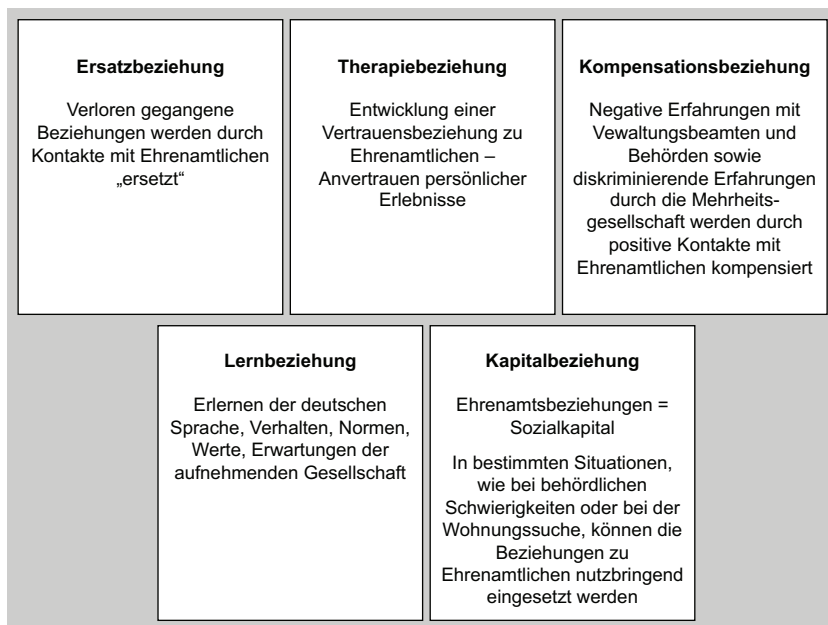 Ersatzbeziehung
Verloren gegangene
Beziehungen werden durch
Kontakte mit Ehrenamtlichen
„ersetzt“
Therapiebeziehung
Entwicklung einer
Vertrauensbeziehung zu
Ehrenamtlichen –
Anvertrauen persönlicher
Erlebnisse
Kompensationsbeziehung
Negative Erfahrungen mit
Vewaltungsbeamten und
Behörden sowie
diskriminierende Erfahrungen
durch die Mehrheits-
gesellschaft werden durch
positive Kontakte mit
Ehrenamtlichen kompensiert
Lernbeziehung
Erlernen der deutschen
Sprache, Verhalten, Normen,
Werte, Erwartungen der
aufnehmenden Gesellschaft
Kapitalbeziehung
Ehrenamtsbeziehungen =
Sozialkapital
In bestimmten Situationen,
wie bei behördlichen
Schwierigkeiten oder bei der
Wohnungssuche, können die
Beziehungen zu
Ehrenamtlichen nutzbringend
eingesetzt werden